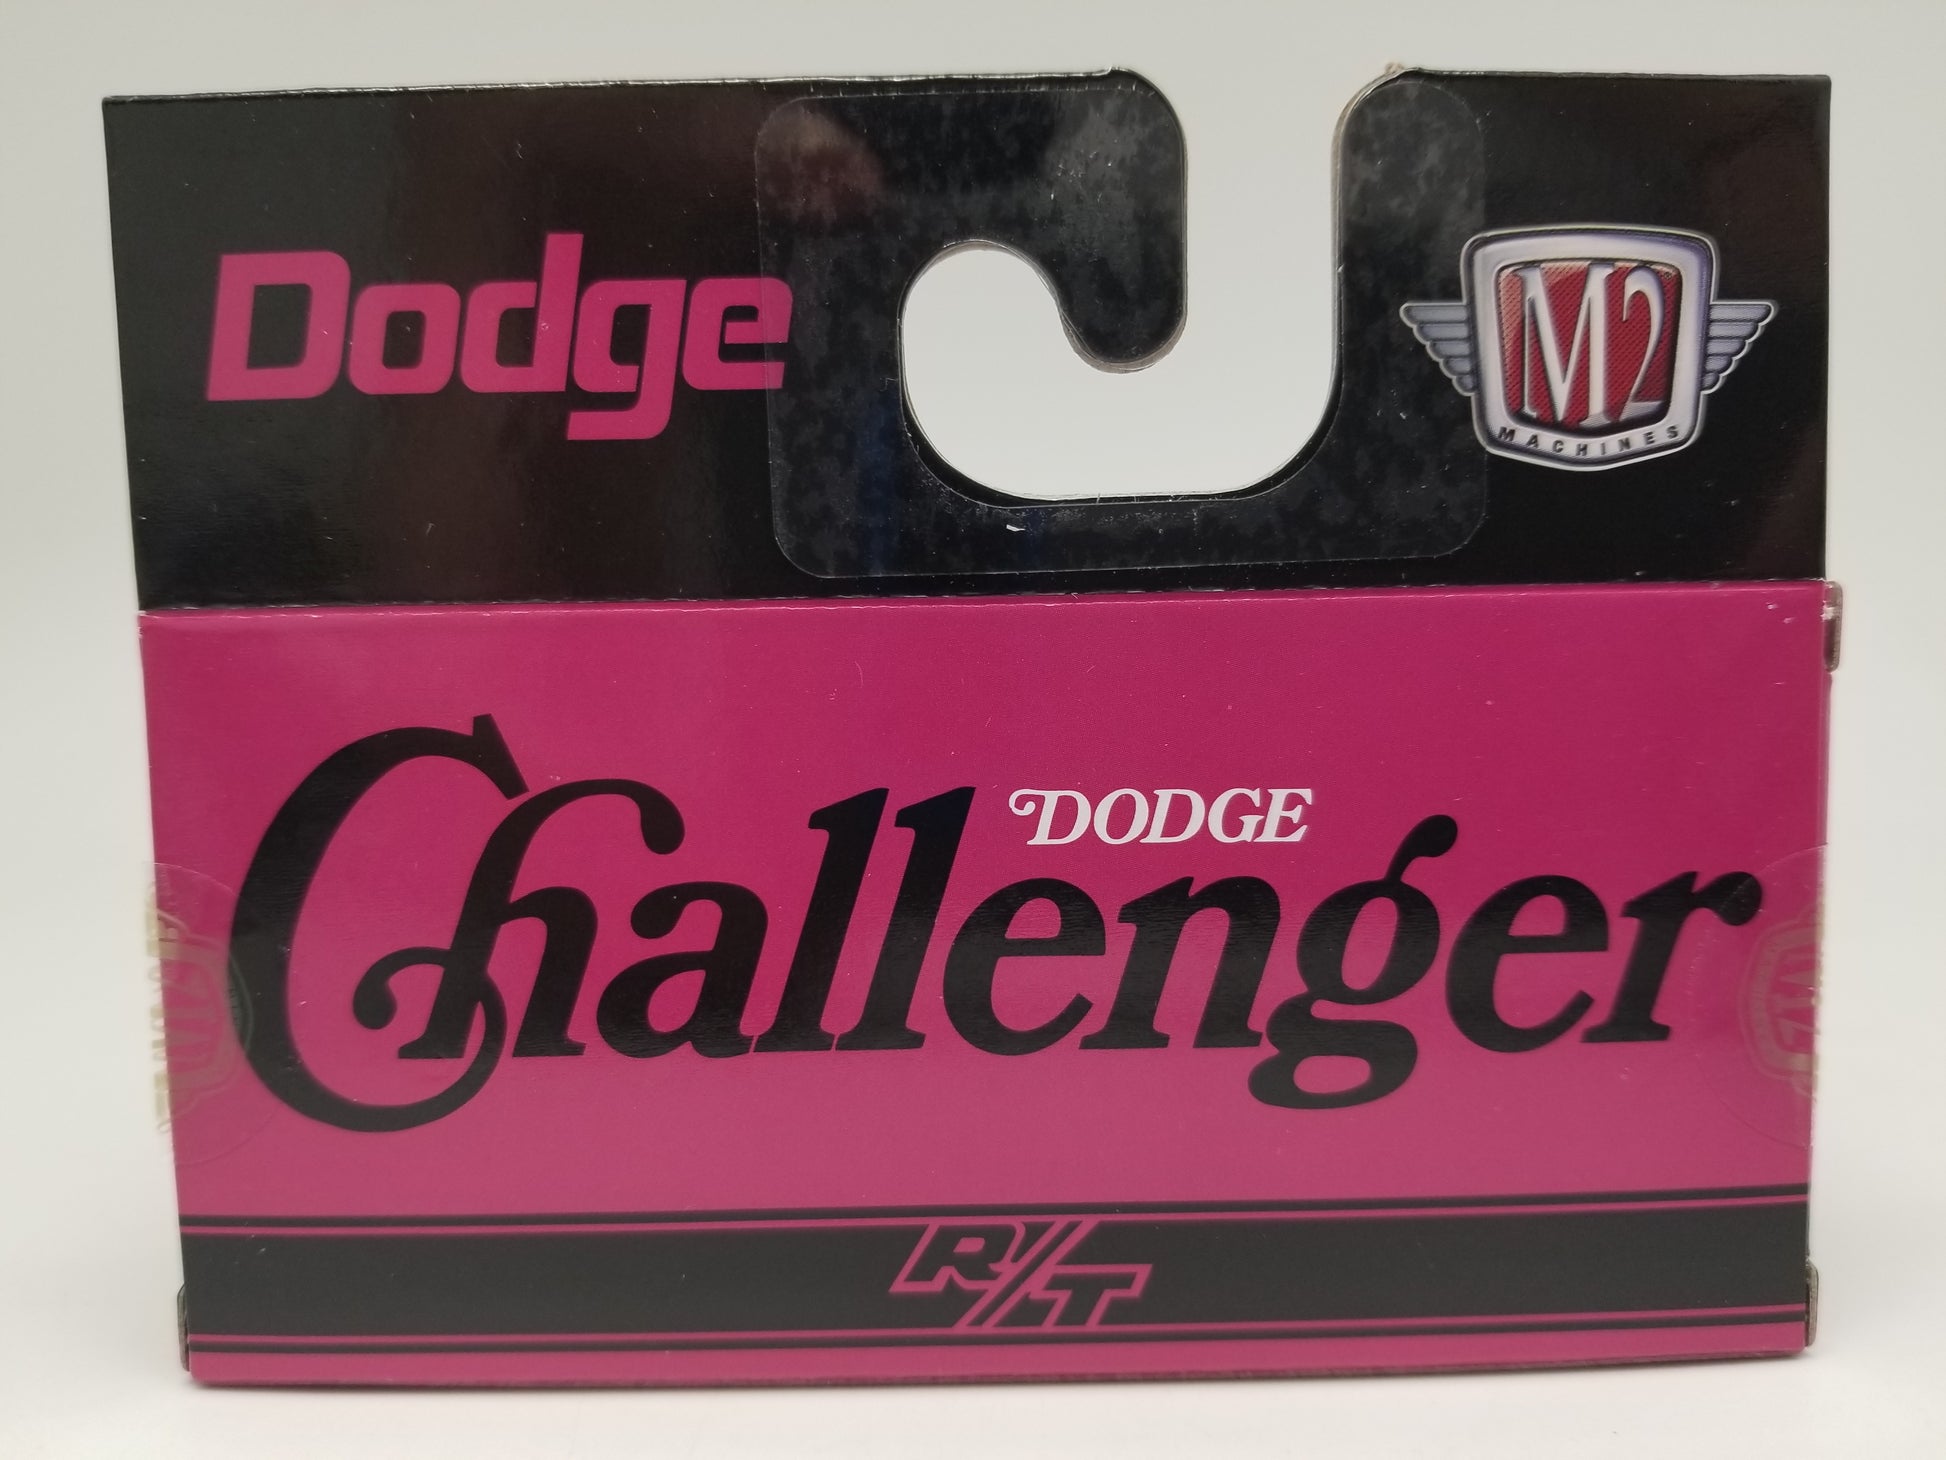 Dodge
M2
MACHINES
DODGE
Challenger
R/T